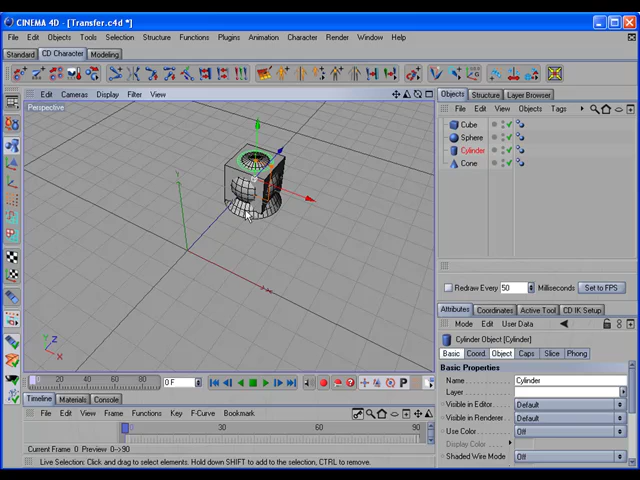 CINEMA 4D - [Transfer.c4d *]
File Edit Objects Tools Selection Structure Functions Plugins Animation Character Render Window Help
Standard CD Character Modeling
Edit Cameras Display Filter View
Perspective
Y
Y Z
X
0 20 40 60 80 100 0 F
Timeline Materials Console
File Edit View Frame Functions Key F-Curve Bookmark
0 30 60 90
Current Frame 0 Preview 0-->90
Live Selection: Click and drag to select elements. Hold down SHIFT to add to the selection, CTRL to remove.
Objects Structure Layer Browser
File Edit View Objects Tags
Cube
Sphere
Cylinder
Cone
Redraw Every 50 Milliseconds Set to FPS
Attributes Coordinates Active Tool CD IK Setup
Mode Edit User Data
Cylinder Object [Cylinder]
Basic Coord. Object Caps Slice Phong
Basic Properties
Name Cylinder
Layer
Visible in Editor Default
Visible in Renderer Default
Use Color Off
Display Color
Shaded Wire Mode Off